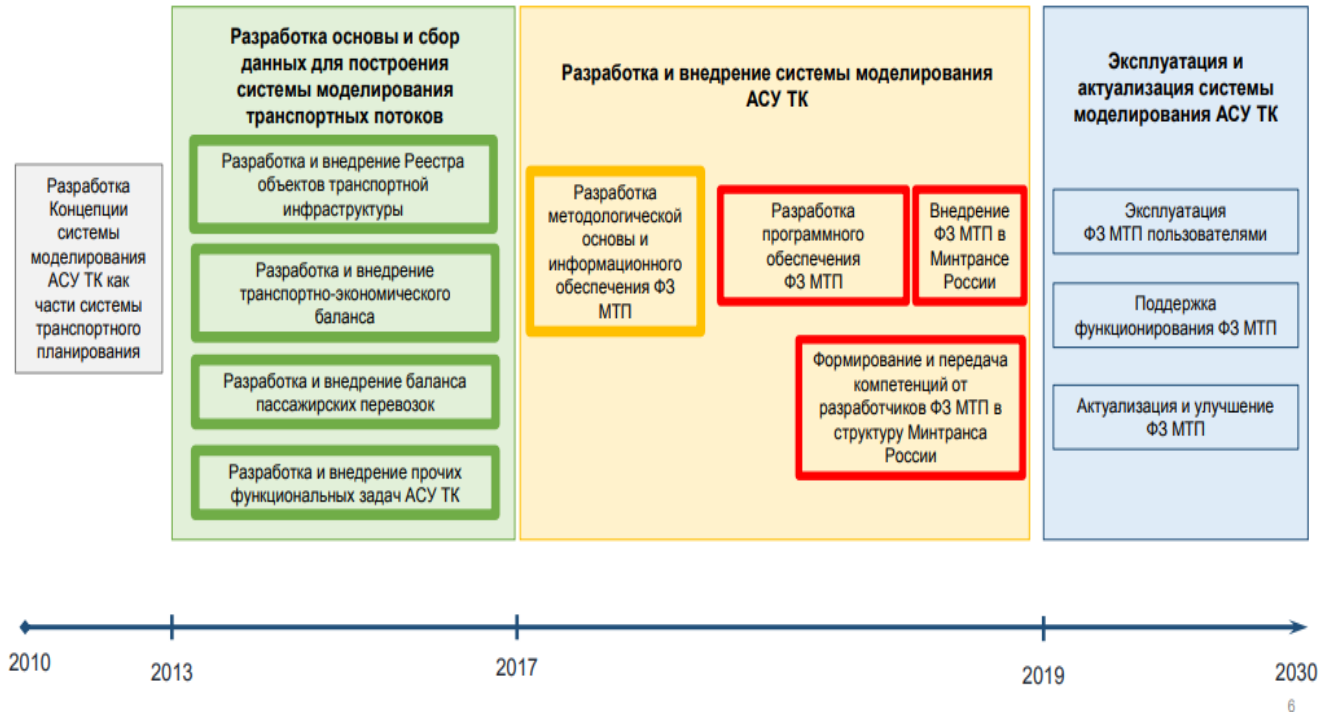 Разработка
Концепции
системы
моделирования
АСУ ТК как
части системы
транспортного
планирования
Разработка основы и сбор
данных для построения
системы моделирования
транспортных потоков
Разработка и внедрение Реестра
объектов транспортной
инфраструктуры
Разработка и внедрение
транспортно-экономического
баланса
Разработка и внедрение баланса
пассажирских перевозок
Разработка и внедрение прочих
функциональных задач АСУ ТК
Разработка и внедрение системы моделирования
АСУ ТК
Разработка
методологической
основы и
информационного
обеспечения ФЗ
МТП
Разработка
программного
обеспечения
ФЗ МТП
Внедрение
ФЗ МТП в
Минтрансе
России
Формирование и передача
компетенций от
разработчиков ФЗ МТП в
структуру Минтранса
России
Эксплуатация и
актуализация системы
моделирования АСУ ТК
Эксплуатация
ФЗ МТП пользователями
Поддержка
функционирования ФЗ МТП
Актуализация и улучшение
ФЗ МТП
2010
2013
2017
2019
2030
6